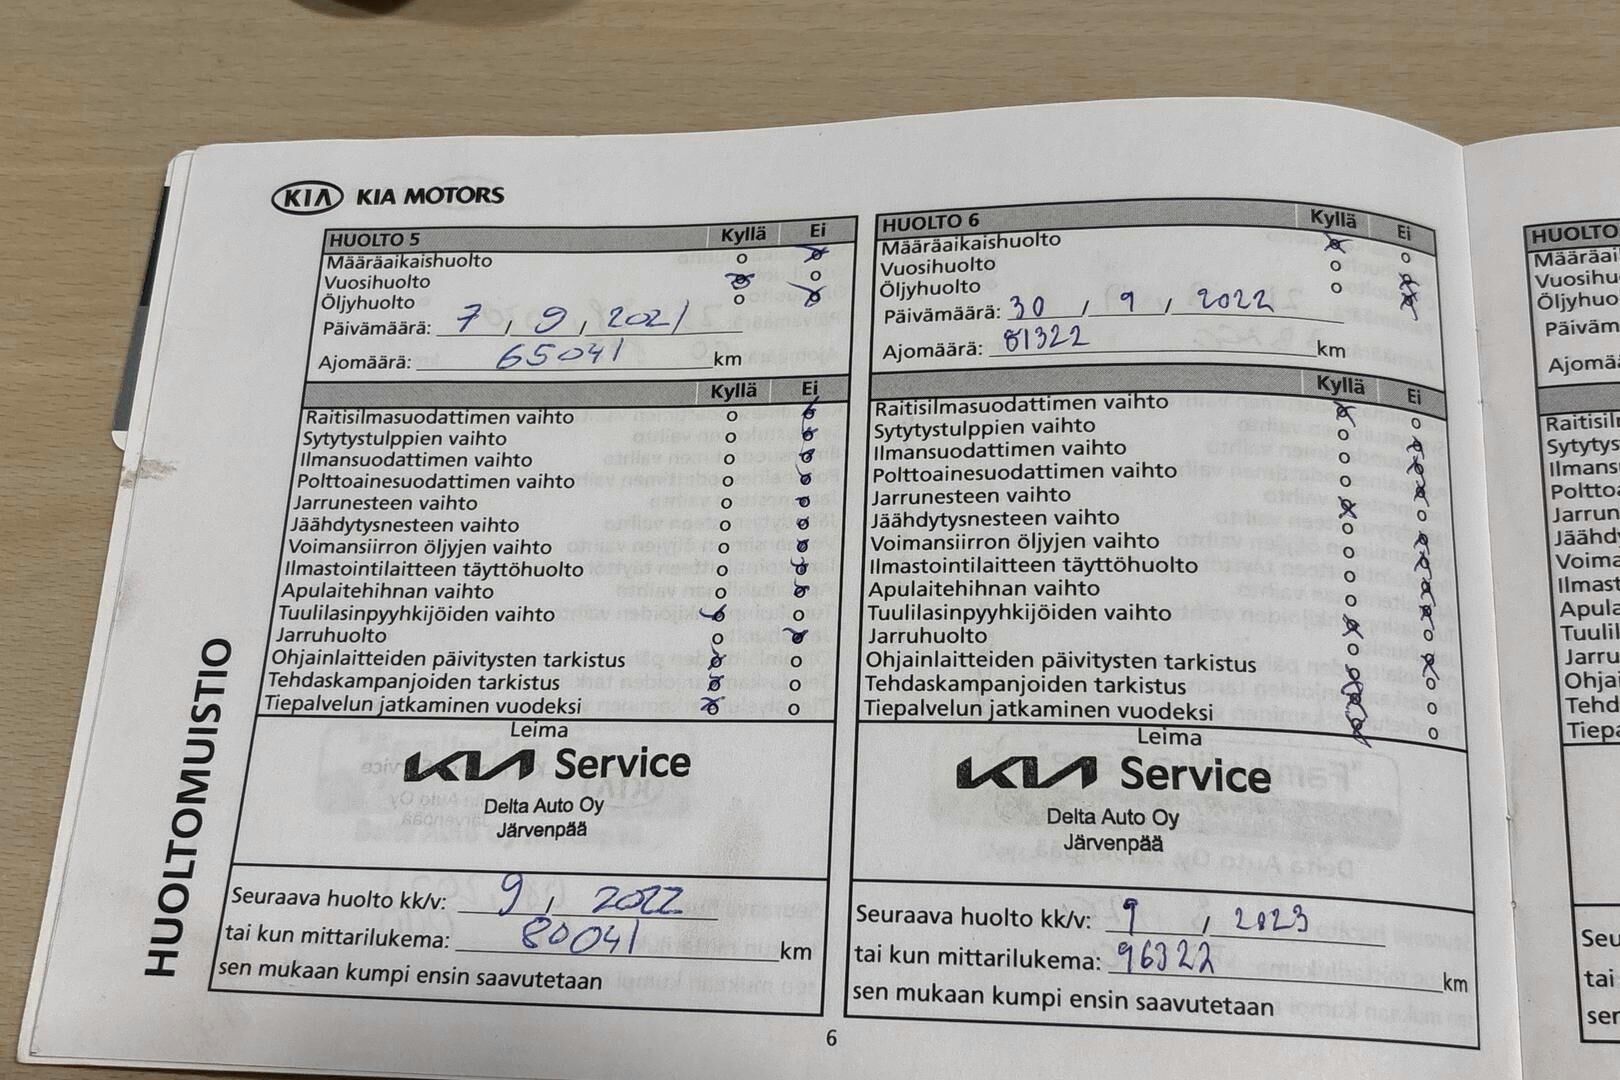 KIA KIA MOTORS
HUOLTOMUISTIO
HUOLTO 5 Kyllä Ei
Määräaikaishuolto
Vuosihuolto
Öljyhuolto
Päivämäärä: 7 , 9 , 2021
Ajomäärä: 65041 km
Kyllä Ei
Raitisilmasuodattimen vaihto
Sytytystulppien vaihto
Ilmansuodattimen vaihto
Polttoainesuodattimen vaihto
Jarrunesteen vaihto
Jäähdytysnesteen vaihto
Voimansiirron öljyjen vaihto
Ilmastointilaitteen täyttöhuolto
Apulaitehihnan vaihto
Tuulilasinpyyhkijöiden vaihto
Jarruhuolto
Ohjainlaitteiden päivitysten tarkistus
Tehdaskampanjoiden tarkistus
Tiepalvelun jatkaminen vuodeksi
Leima
KIA Service
Delta Auto Oy
Järvenpää
Seuraava huolto kk/v: 9 , 2022
tai kun mittarilukema: 80041 km
sen mukaan kumpi ensin saavutetaan
HUOLTO 6 Kyllä Ei
Määräaikaishuolto
Vuosihuolto
Öljyhuolto
Päivämäärä: 30 , 9 , 2022
Ajomäärä: 81322 km
Kyllä Ei
Raitisilmasuodattimen vaihto
Sytytystulppien vaihto
Ilmansuodattimen vaihto
Polttoainesuodattimen vaihto
Jarrunesteen vaihto
Jäähdytysnesteen vaihto
Voimansiirron öljyjen vaihto
Ilmastointilaitteen täyttöhuolto
Apulaitehihnan vaihto
Tuulilasinpyyhkijöiden vaihto
Jarruhuolto
Ohjainlaitteiden päivitysten tarkistus
Tehdaskampanjoiden tarkistus
Tiepalvelun jatkaminen vuodeksi
Leima
KIA Service
Delta Auto Oy
Järvenpää
Seuraava huolto kk/v: 9 , 2023
tai kun mittarilukema: 96322 km
sen mukaan kumpi ensin saavutetaan
6
HUOLTO